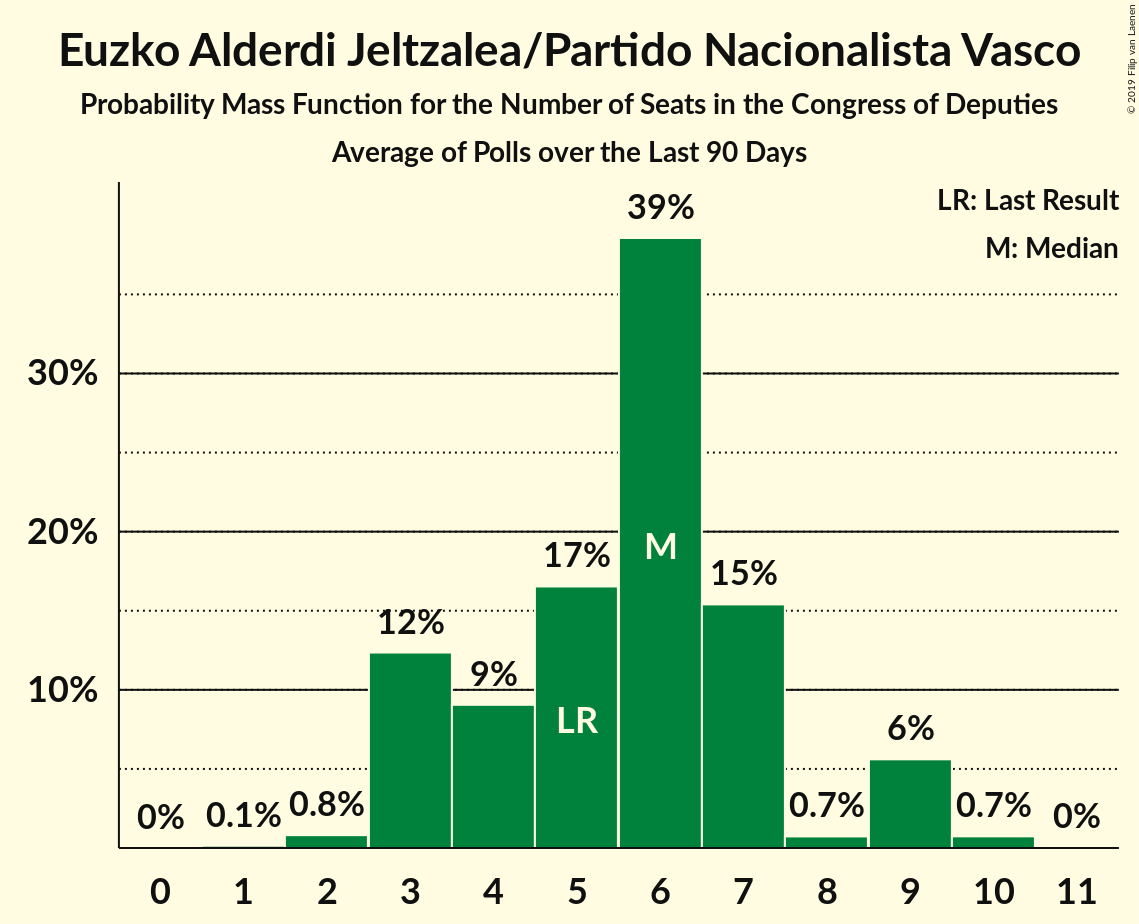 Euzko Alderdi Jeltzalea/Partido Nacionalista Vasco
Probability Mass Function for the Number of Seats in the Congress of Deputies
Average of Polls over the Last 90 Days
© 2019 Filip van Laenen
LR: Last Result
M: Median
39%
30%
20%
17%
M
15%
12%
9%
10%
LR
6%
0%
0.1%
0.8%
0.7%
0.7%
0%
0 1 2 3 4 5 6 7 8 9 10 11